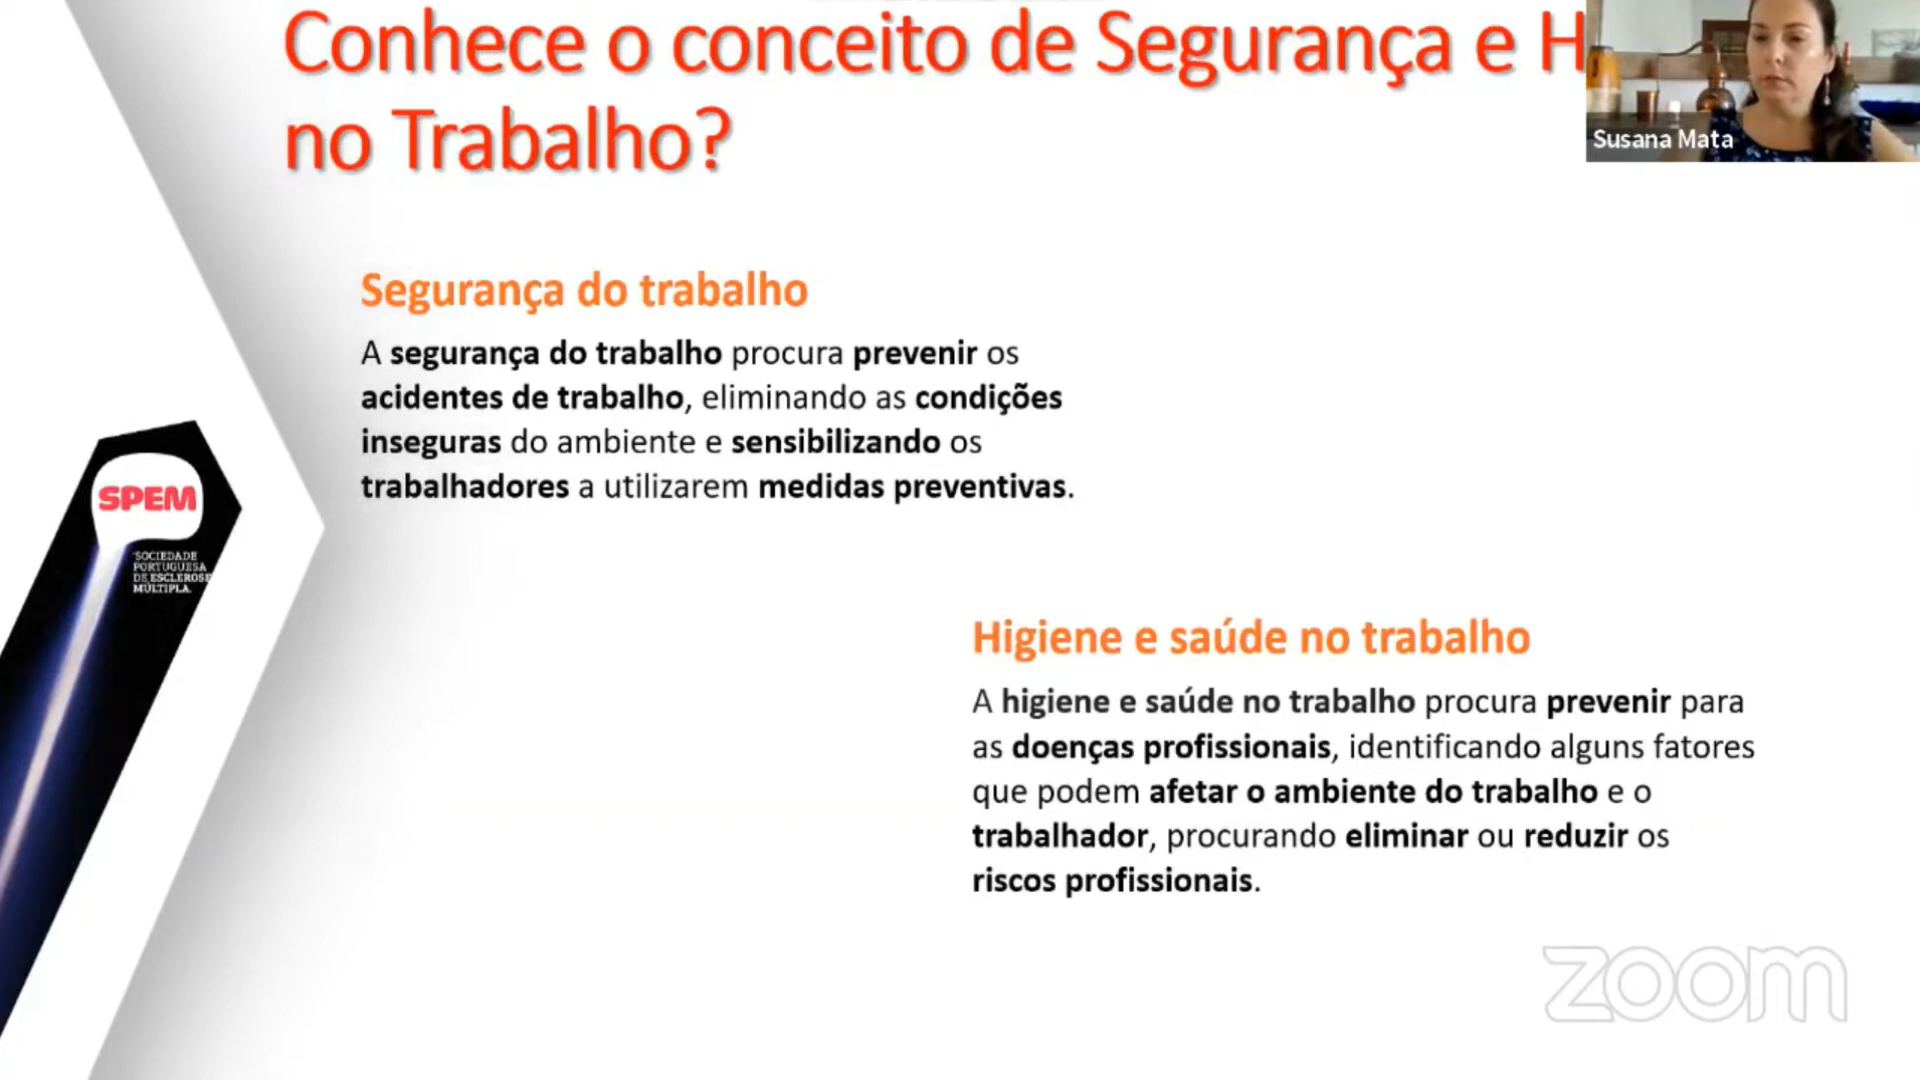 Conhece o conceito de Segurança e H
no Trabalho?
Susana Mata
Segurança do trabalho
A segurança do trabalho procura prevenir os
acidentes de trabalho, eliminando as condições
inseguras do ambiente e sensibilizando os
trabalhadores a utilizarem medidas preventivas.
SPEM
SOCIEDADE
PORTUGUESA
DE ESCLEROSE
MÚLTIPLA.
Higiene e saúde no trabalho
A higiene e saúde no trabalho procura prevenir para
as doenças profissionais, identificando alguns fatores
que podem afetar o ambiente do trabalho e o
trabalhador, procurando eliminar ou reduzir os
riscos profissionais.
zoom